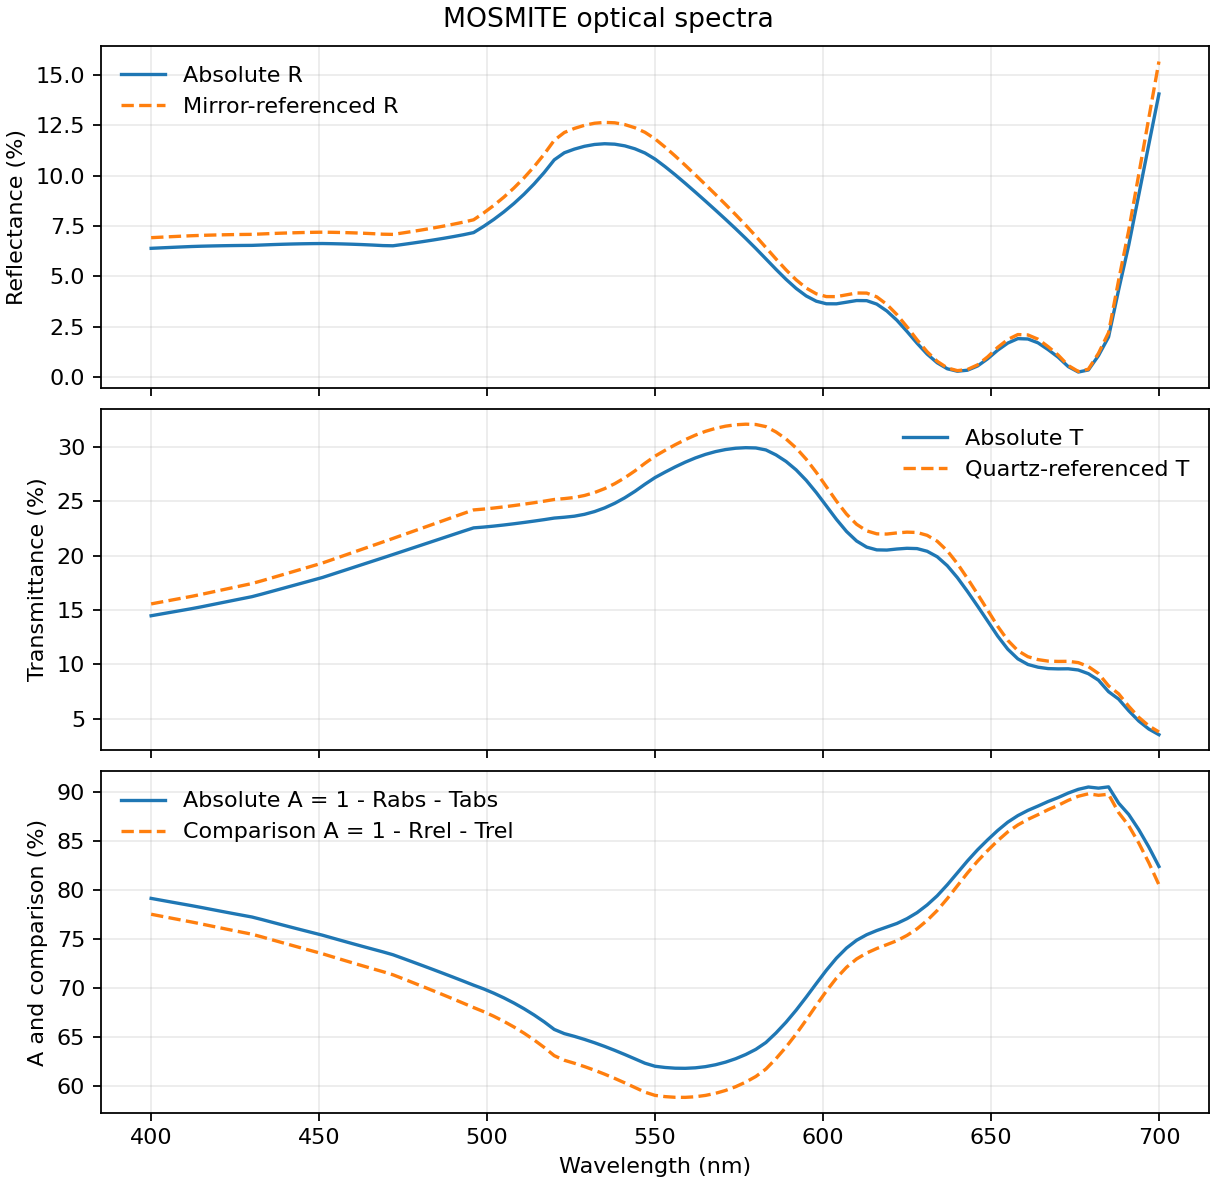 MOSMITE optical spectra
Reflectance (%)
15.0
12.5
10.0
7.5
5.0
2.5
0.0
Absolute R
Mirror-referenced R
Transmittance (%)
30
25
20
15
10
5
Absolute T
Quartz-referenced T
A and comparison (%)
90
85
80
75
70
65
60
Absolute A = 1 - Rabs - Tabs
Comparison A = 1 - Rrel - Trel
400 450 500 550 600 650 700
Wavelength (nm)